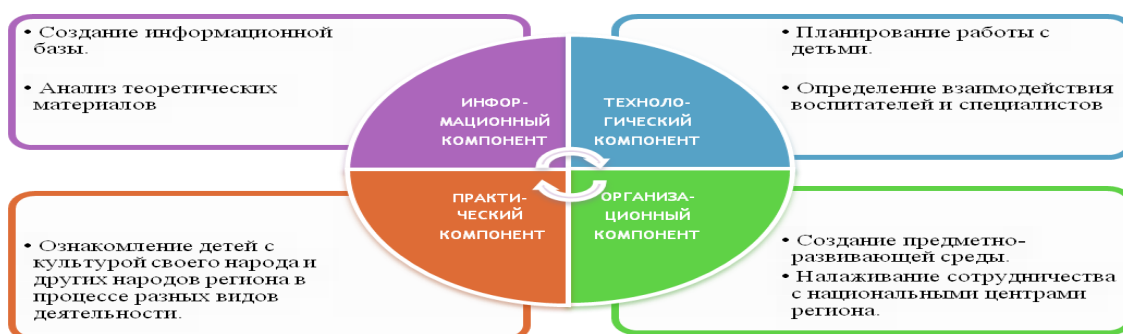 • Создание информационной
базы.
• Анализ теоретических
материалов
• Планирование работы с
детьми.
• Определение взаимодействия
воспитателей и специалистов
ИНФОР-
МАЦИОННЫЙ
КОМПОНЕНТ
ТЕХНОЛО-
ГИЧЕСКИЙ
КОМПОНЕНТ
ПРАКТИ-
ЧЕСКИЙ
КОМПОНЕНТ
ОРГАНИЗА-
ЦИОННЫЙ
КОМПОНЕНТ
• Ознакомление детей с
культурой своего народа и
других народов региона в
процессе разных видов
деятельности.
• Создание предметно-
развивающей среды.
• Налаживание сотрудничества
с национальными центрами
региона.